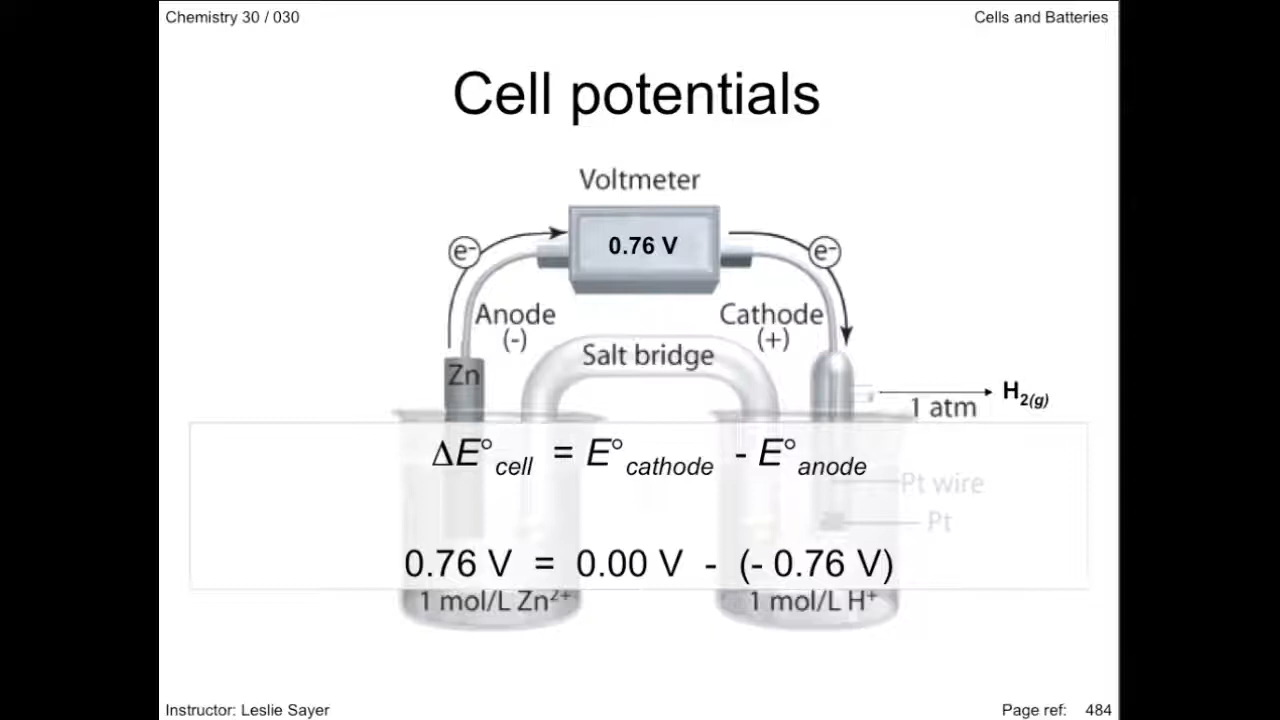 Chemistry 30 / 030
Cells and Batteries
Cell potentials
Voltmeter
0.76 V
e-
e-
Anode
(-)
Cathode
(+)
Salt bridge
Zn
H2(g)
1 atm
ΔE°cell = E°cathode - E°anode
Pt wire
Pt
0.76 V = 0.00 V - (- 0.76 V)
1 mol/L Zn²⁺
1 mol/L H⁺
Instructor: Leslie Sayer
Page ref: 484